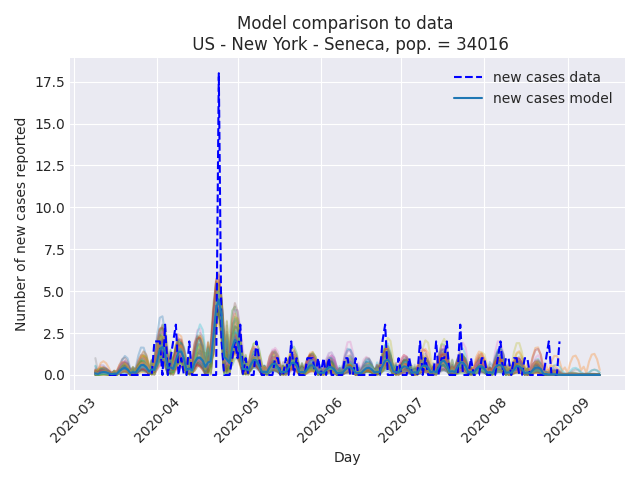 Model comparison to data
US - New York - Seneca, pop. = 34016
new cases data
new cases model
Number of new cases reported
17.5
15.0
12.5
10.0
7.5
5.0
2.5
0.0
2020-03
2020-04
2020-05
2020-06
2020-07
2020-08
2020-09
Day